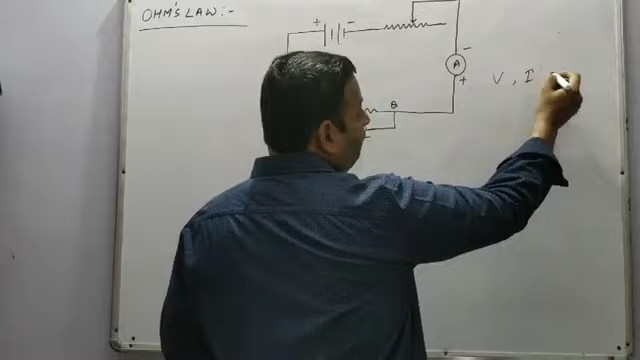 OHM'S LAW :-
+ -
-
A
+
V , I
B